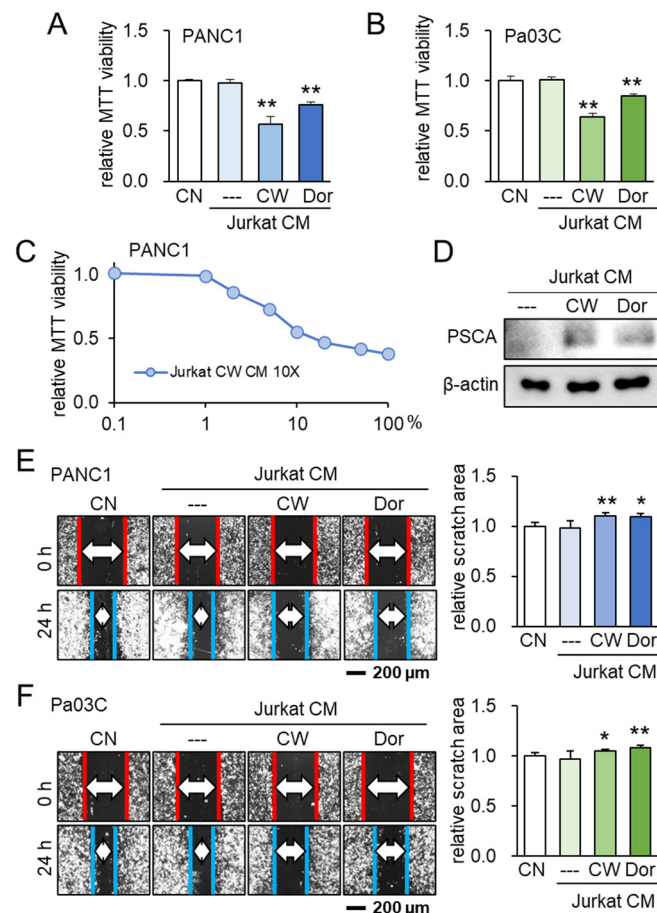 A
PANC1
relative MTT viability
1.0
0.5
0.0
**
**
CN
---
CW
Dor
Jurkat CM
B
Pa03C
relative MTT viability
1.0
0.5
0.0
**
**
CN
---
CW
Dor
Jurkat CM
C
PANC1
relative MTT viability
1.0
0.5
0.0
Jurkat CW CM 10X
0.1
1
10
100
%
D
Jurkat CM
---
CW
Dor
PSCA
β-actin
E
PANC1
Jurkat CM
CN
---
CW
Dor
0 h
24 h
200 µm
relative scratch area
1.5
1.0
0.5
0.0
**
*
CN
---
CW
Dor
Jurkat CM
F
Pa03C
Jurkat CM
CN
---
CW
Dor
0 h
24 h
200 µm
relative scratch area
1.5
1.0
0.5
0.0
*
**
CN
---
CW
Dor
Jurkat CM